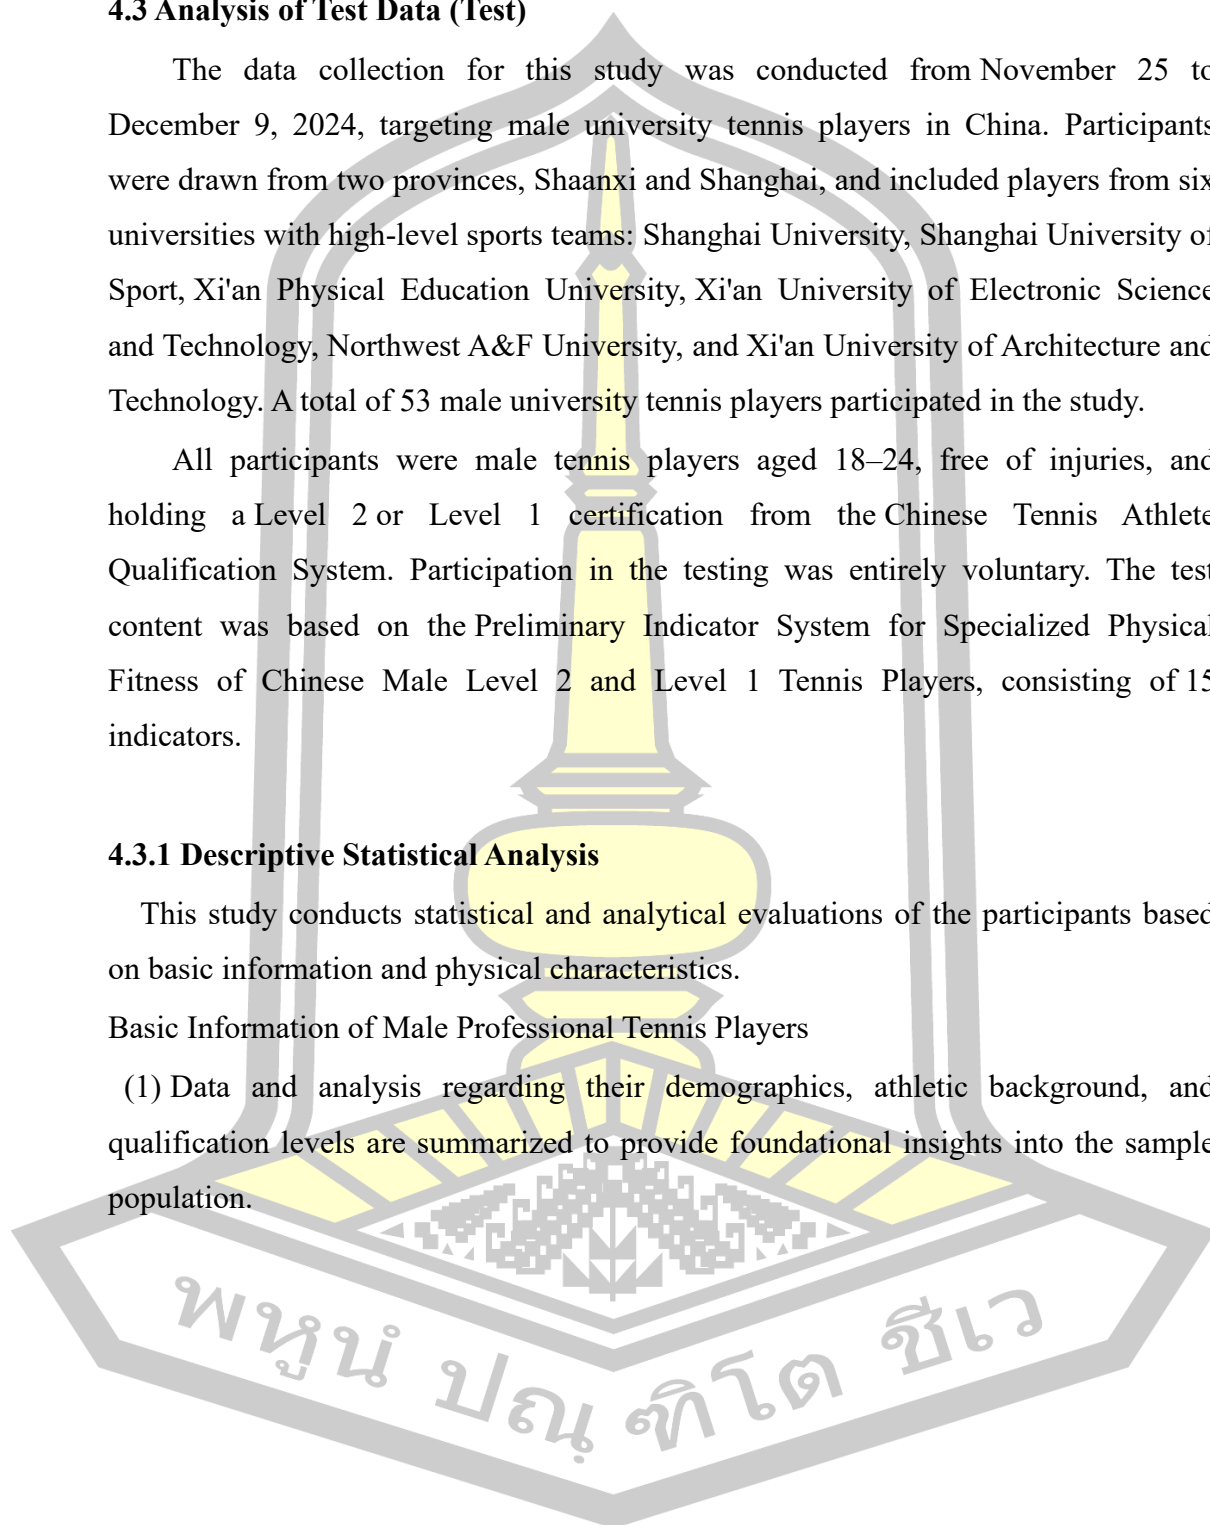 4.3 Analysis of Test Data (Test)
The data collection for this study was conducted from November 25 to
December 9, 2024, targeting male university tennis players in China. Participants
were drawn from two provinces, Shaanxi and Shanghai, and included players from six
universities with high-level sports teams: Shanghai University, Shanghai University of
Sport, Xi'an Physical Education University, Xi'an University of Electronic Science
and Technology, Northwest A&F University, and Xi'an University of Architecture and
Technology. A total of 53 male university tennis players participated in the study.
All participants were male tennis players aged 18–24, free of injuries, and
holding a Level 2 or Level 1 certification from the Chinese Tennis Athlete
Qualification System. Participation in the testing was entirely voluntary. The test
content was based on the Preliminary Indicator System for Specialized Physical
Fitness of Chinese Male Level 2 and Level 1 Tennis Players, consisting of 15
indicators.
4.3.1 Descriptive Statistical Analysis
This study conducts statistical and analytical evaluations of the participants based
on basic information and physical characteristics.
Basic Information of Male Professional Tennis Players
(1) Data and analysis regarding their demographics, athletic background, and
qualification levels are summarized to provide foundational insights into the sample
population.
พหูนํ ปณฺฑิโต ชีเว